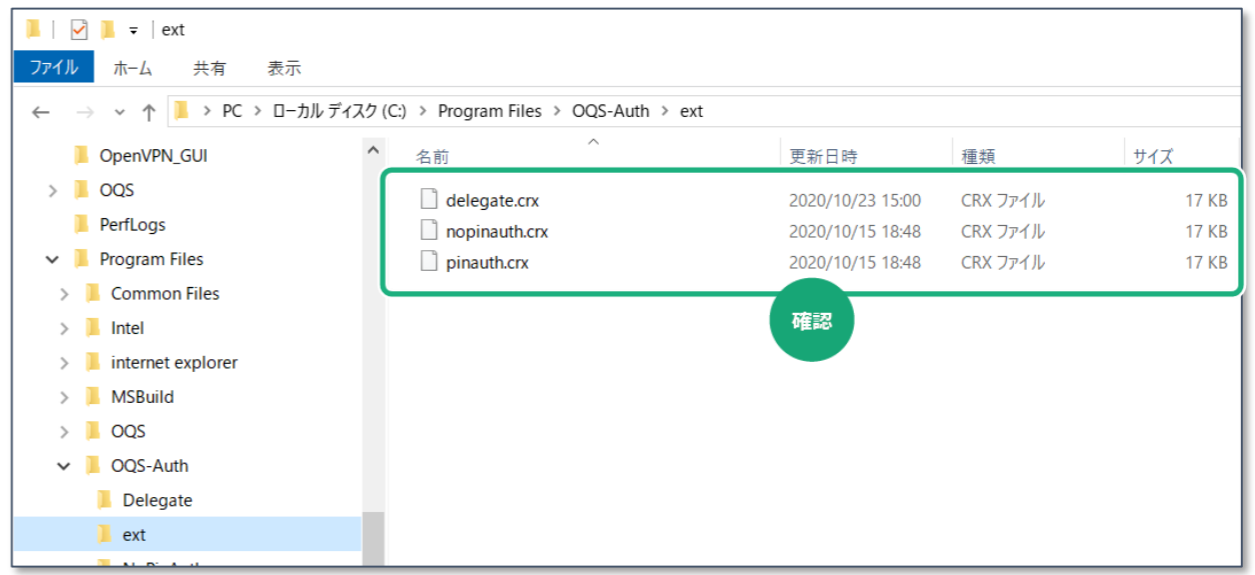 ext
ファイル ホーム 共有 表示
PC > ローカル ディスク (C:) > Program Files > OQS-Auth > ext
名前 更新日時 種類 サイズ
OpenVPN_GUI
OQS
PerfLogs
Program Files
Common Files
Intel
internet explorer
MSBuild
OQS
OQS-Auth
Delegate
ext
delegate.crx 2020/10/23 15:00 CRX ファイル 17 KB
nopinauth.crx 2020/10/15 18:48 CRX ファイル 17 KB
pinauth.crx 2020/10/15 18:48 CRX ファイル 17 KB
確認